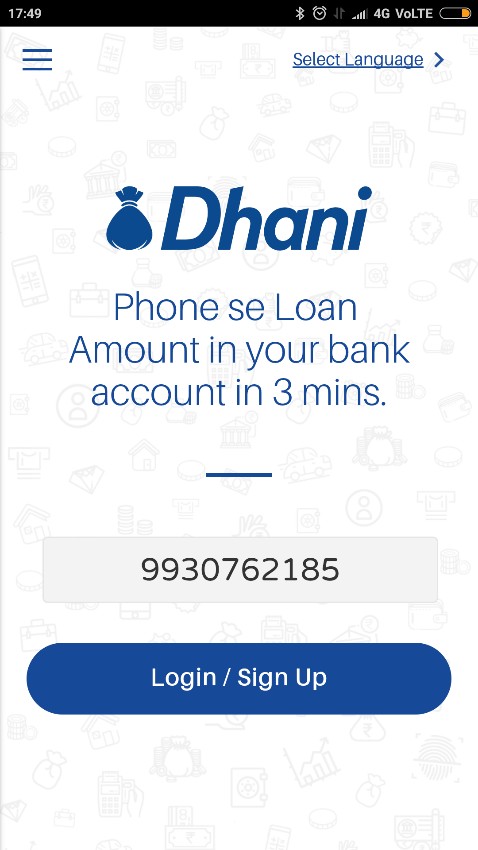 17:49 4G VoLTE
Select Language
Dhani
Phone se Loan
Amount in your bank
account in 3 mins.
9930762185
Login / Sign Up